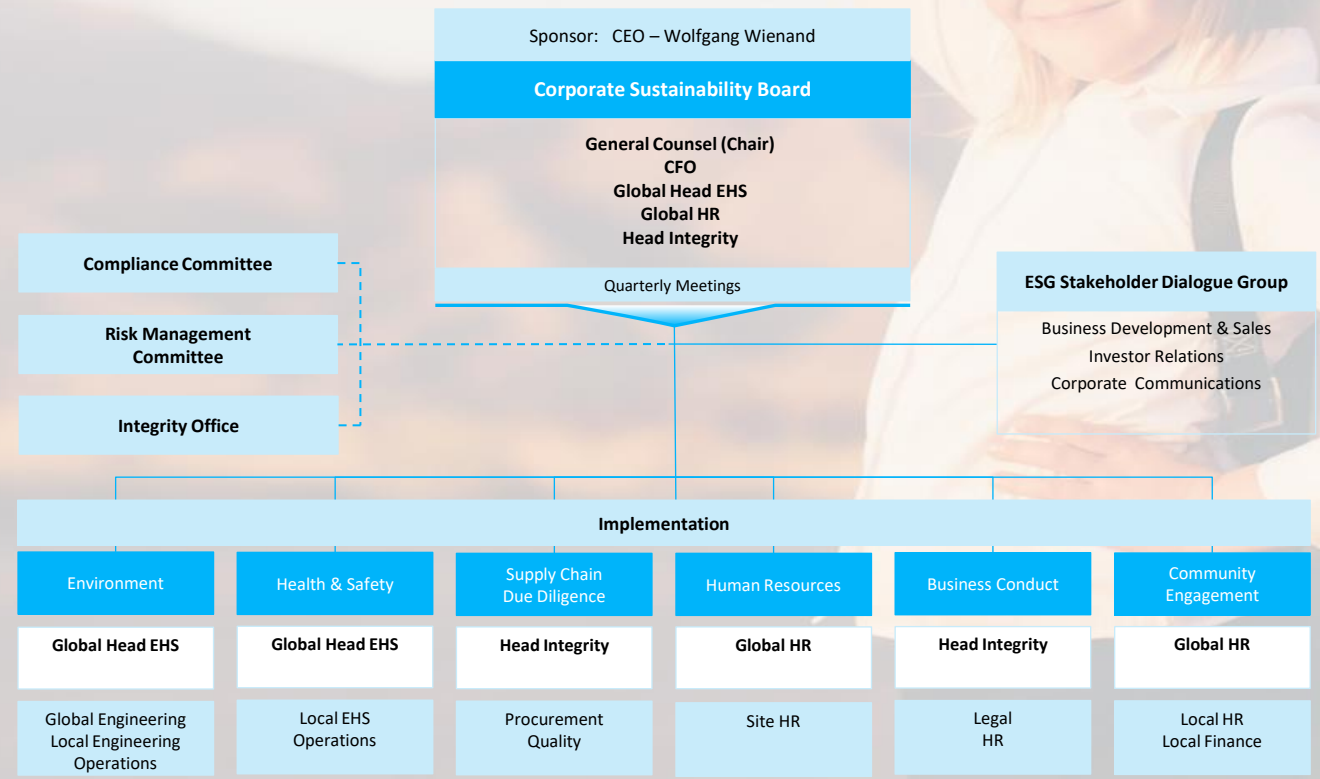 Sponsor: CEO – Wolfgang Wienand
Corporate Sustainability Board
General Counsel (Chair)
CFO
Global Head EHS
Global HR
Head Integrity
Quarterly Meetings
Compliance Committee
Risk Management
Committee
Integrity Office
ESG Stakeholder Dialogue Group
Business Development & Sales
Investor Relations
Corporate Communications
Implementation
Environment
Global Head EHS
Global Engineering
Local Engineering
Operations
Health & Safety
Global Head EHS
Local EHS
Operations
Supply Chain
Due Diligence
Head Integrity
Procurement
Quality
Human Resources
Global HR
Site HR
Business Conduct
Head Integrity
Legal
HR
Community
Engagement
Global HR
Local HR
Local Finance